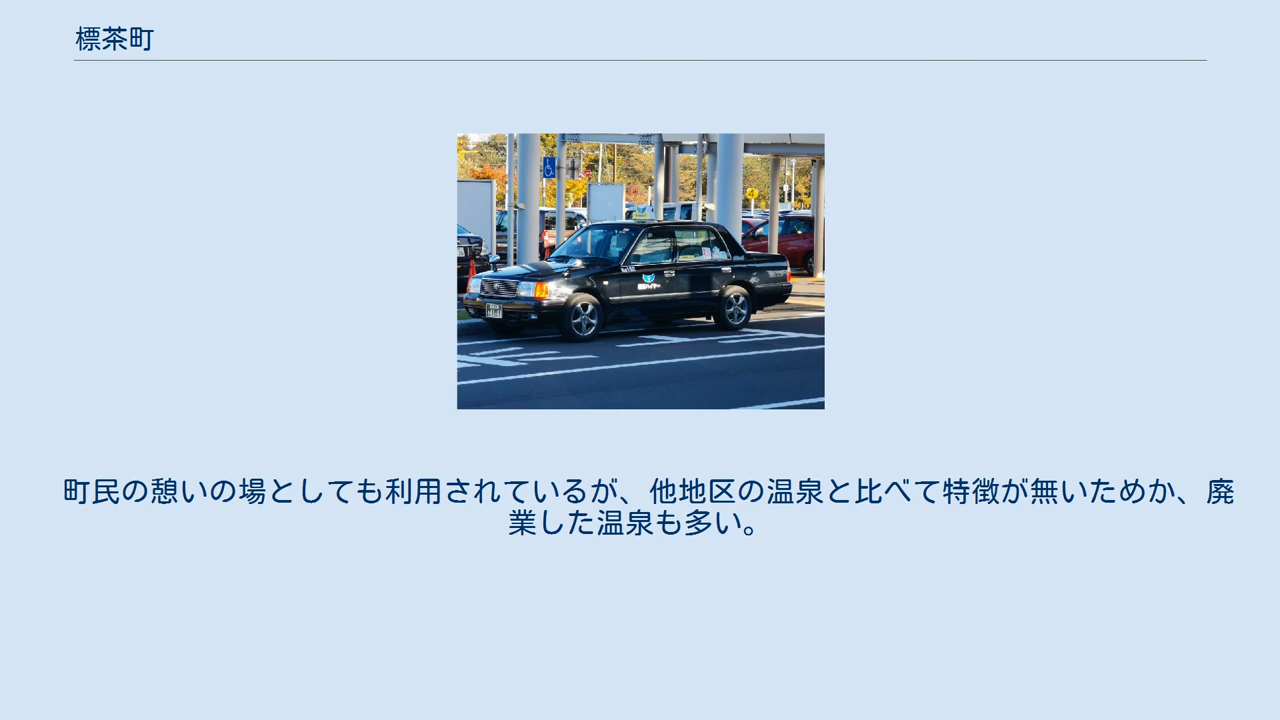 標茶町
町民の憩いの場としても利用されているが、他地区の温泉と比べて特徴が無いためか、廃
業した温泉も多い。